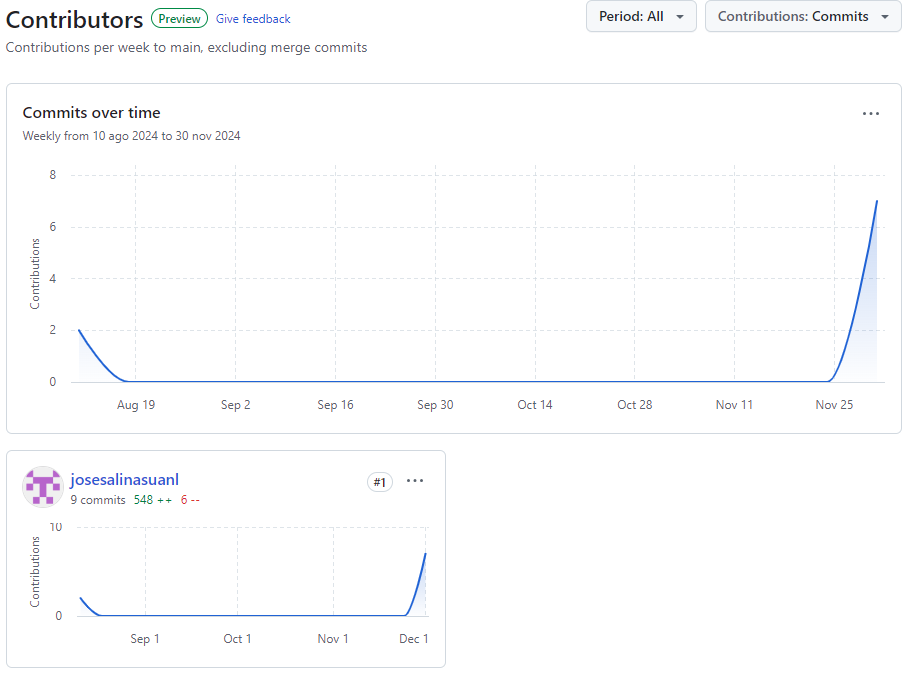 Contributors Preview Give feedback
Period: All
Contributions: Commits
Contributions per week to main, excluding merge commits
Commits over time
Weekly from 10 ago 2024 to 30 nov 2024
Contributions
8
6
4
2
0
Aug 19 Sep 2 Sep 16 Sep 30 Oct 14 Oct 28 Nov 11 Nov 25
josesalinasuanl
#1
9 commits 548 ++ 6 --
Contributions
10
0
Sep 1 Oct 1 Nov 1 Dec 1